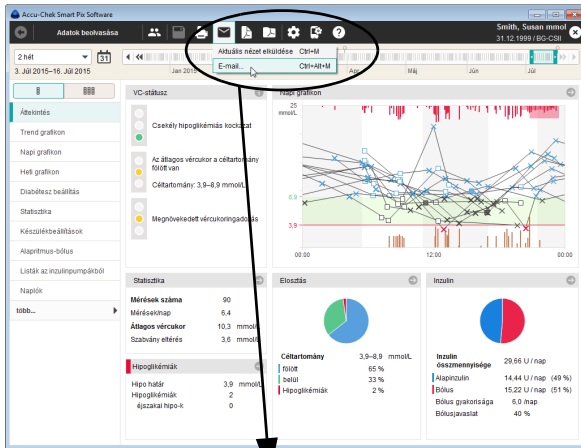 Accu-Chek Smart Pix Software
Adatok beolvasása
Smith, Susan mmol
31.12.1999 / BG-CSII
Aktuális nézet elküldése Ctrl+M
E-mail... Ctrl+Alt+M
2 hét
31
3. Júl 2015–16. Júl 2015
Jan 2015
Ápr
Máj
Jún
Júl
Áttekintés
Trend grafikon
Napi grafikon
Heti grafikon
Diabétesz beállítás
Statisztika
Készülékbeállítások
Alapritmus-bólus
Listák az inzulinpumpákból
Naplók
több...
VC-státusz
Csekély hipoglikémiás kockázat
Az átlagos vércukor a céltartomány
fölött van
Céltartomány: 3,9–8,9 mmol/L
Megnövekedett vércukoringadozás
Napi grafikon
25
mmol/L
8,9
3,9
00:00
12:00
00:00
Statisztika
Mérések száma 90
Mérések/nap 6,4
Átlagos vércukor 10,3 mmol/L
Szabvány eltérés 3,6 mmol/L
Hipoglikémiák
Hipo határ 3,9 mmol/L
Hipoglikémiák 2
éjszakai hipo-k 0
Elosztás
Céltartomány 3,9–8,9 mmol/L
fölött 65 %
belül 33 %
Hipoglikémiák 2 %
Inzulin
Inzulin
összmennyisége 29,66 U / nap
Alapinzulin 14,44 U / nap (49 %)
Bólus 15,22 U / nap (51 %)
Bólus gyakorisága 6,0 /nap
Bólusjavaslat 40 %